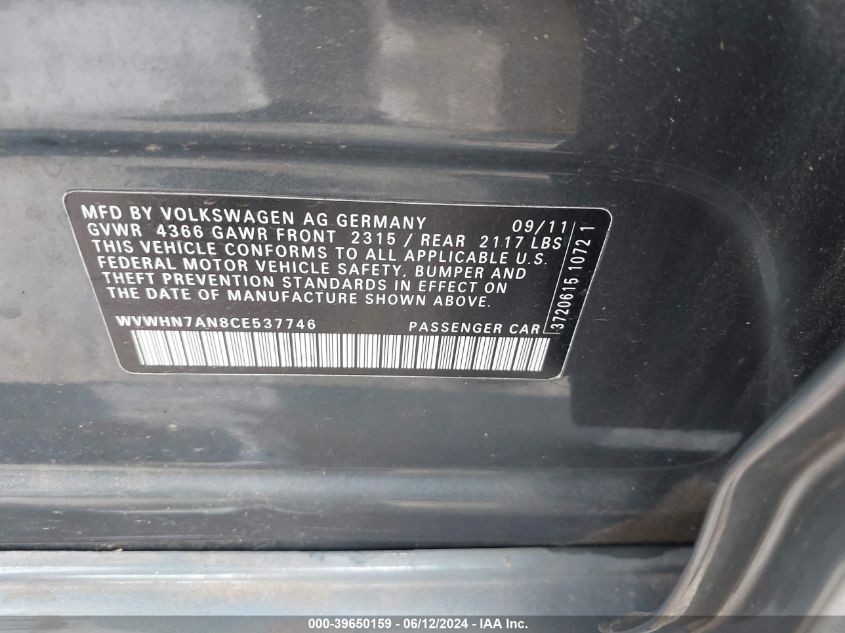 MFD BY VOLKSWAGEN AG GERMANY 09/11
GVWR 4366 GAWR FRONT 2315 / REAR 2117 LBS
THIS VEHICLE CONFORMS TO ALL APPLICABLE U.S.
FEDERAL MOTOR VEHICLE SAFETY, BUMPER AND
THEFT PREVENTION STANDARDS IN EFFECT ON
THE DATE OF MANUFACTURE SHOWN ABOVE.
WVWHN7AN8CE537746 PASSENGER CAR
3720615 1072 1
000-39650159 - 06/12/2024 - IAA Inc.